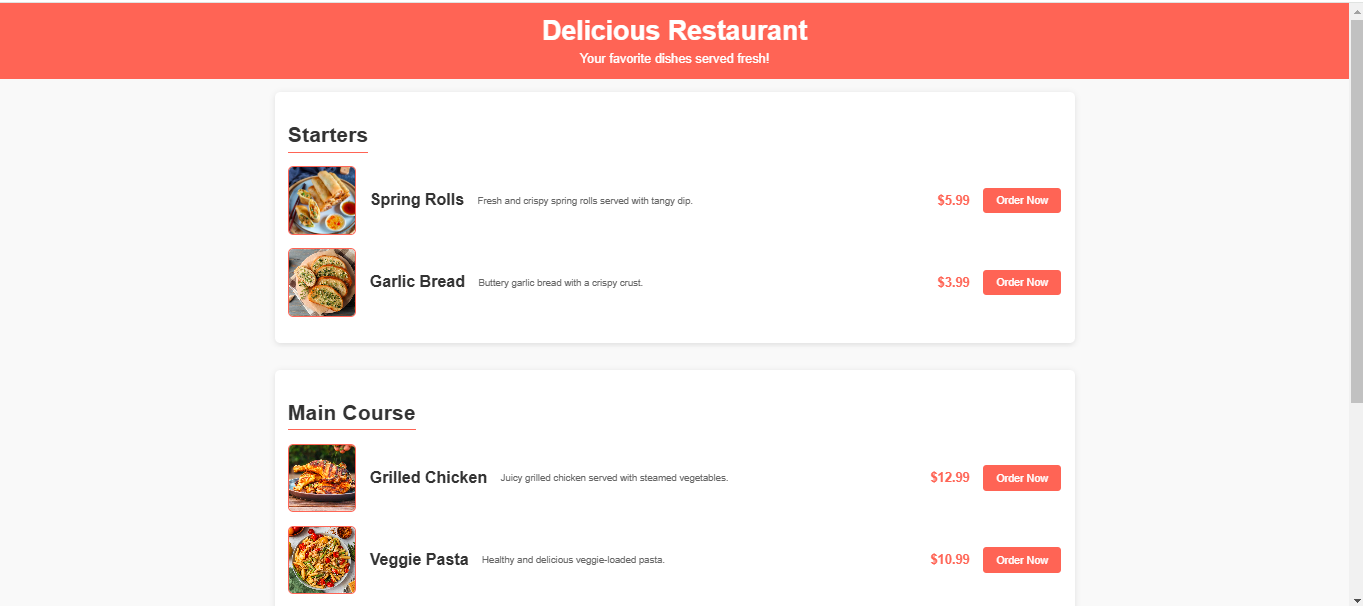 Delicious Restaurant
Your favorite dishes served fresh!
Starters
Spring Rolls Fresh and crispy spring rolls served with tangy dip. $5.99 Order Now
Garlic Bread Buttery garlic bread with a crispy crust. $3.99 Order Now
Main Course
Grilled Chicken Juicy grilled chicken served with steamed vegetables. $12.99 Order Now
Veggie Pasta Healthy and delicious veggie-loaded pasta. $10.99 Order Now